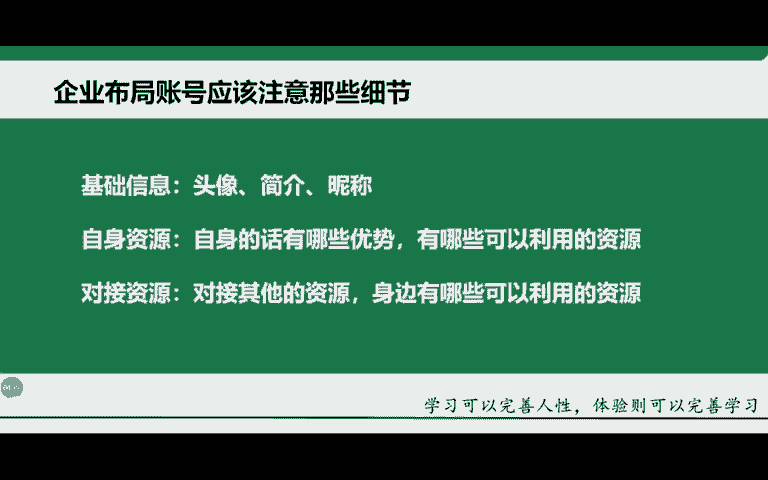 企业布局账号应该注意那些细节
基础信息：头像、简介、昵称
自身资源：自身的话有哪些优势，有哪些可以利用的资源
对接资源：对接其他的资源，身边有哪些可以利用的资源
学习可以完善人性，体验则可以完善学习